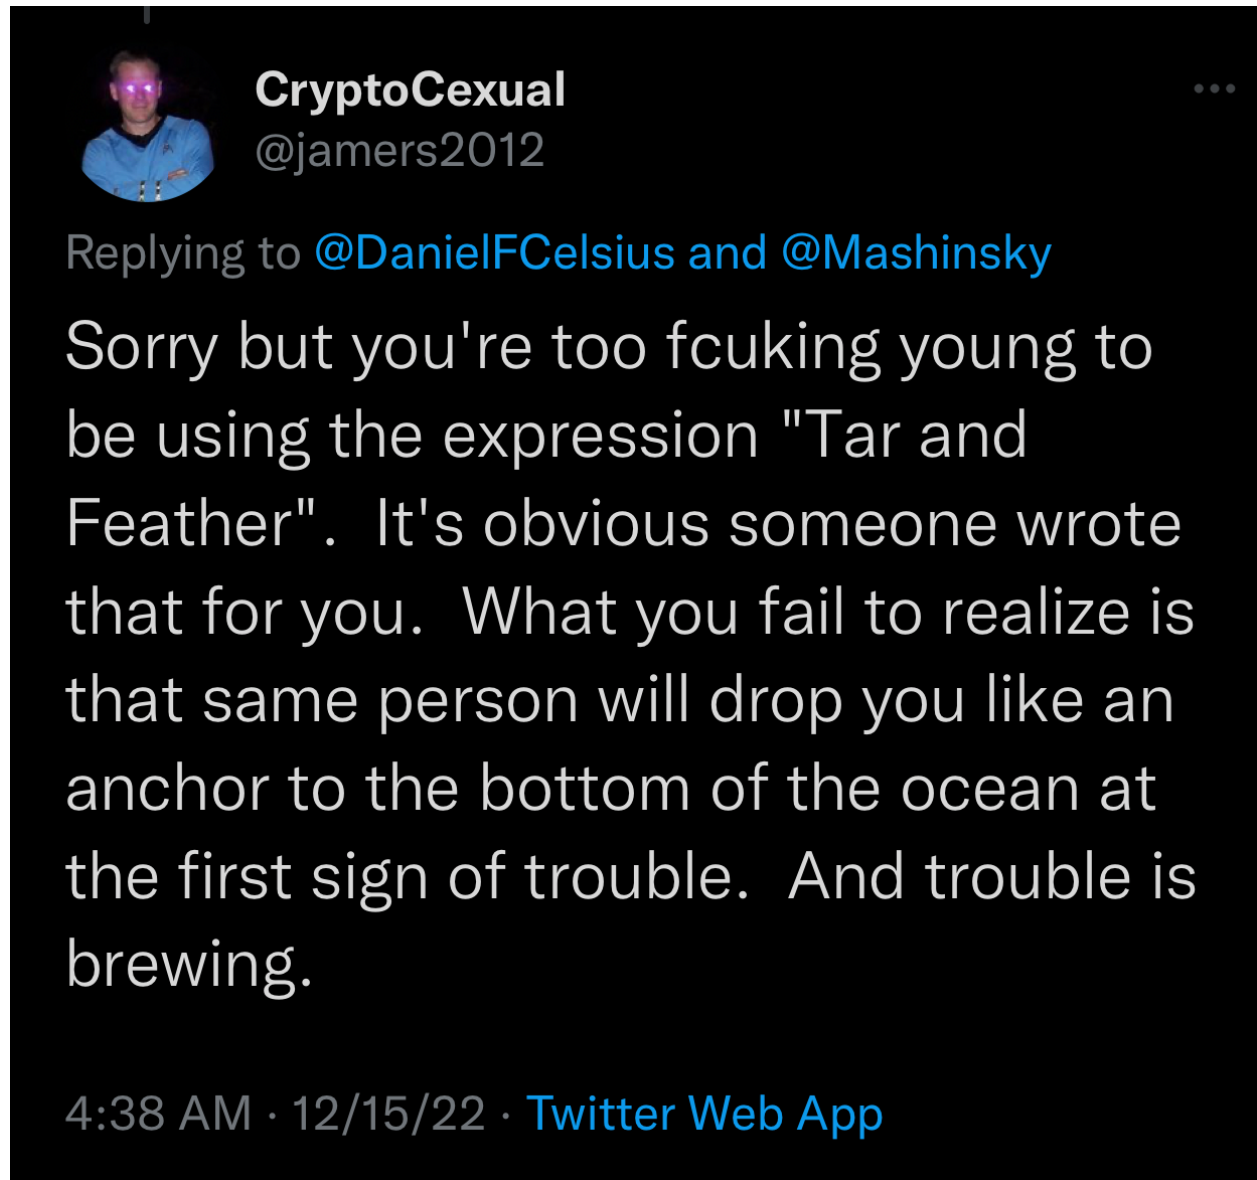 CryptoCexual
@jamers2012
Replying to @DanielFCelsius and @Mashinsky
Sorry but you're too fcuking young to
be using the expression "Tar and
Feather".  It's obvious someone wrote
that for you.  What you fail to realize is
that same person will drop you like an
anchor to the bottom of the ocean at
the first sign of trouble.  And trouble is
brewing.
4:38 AM · 12/15/22 · Twitter Web App